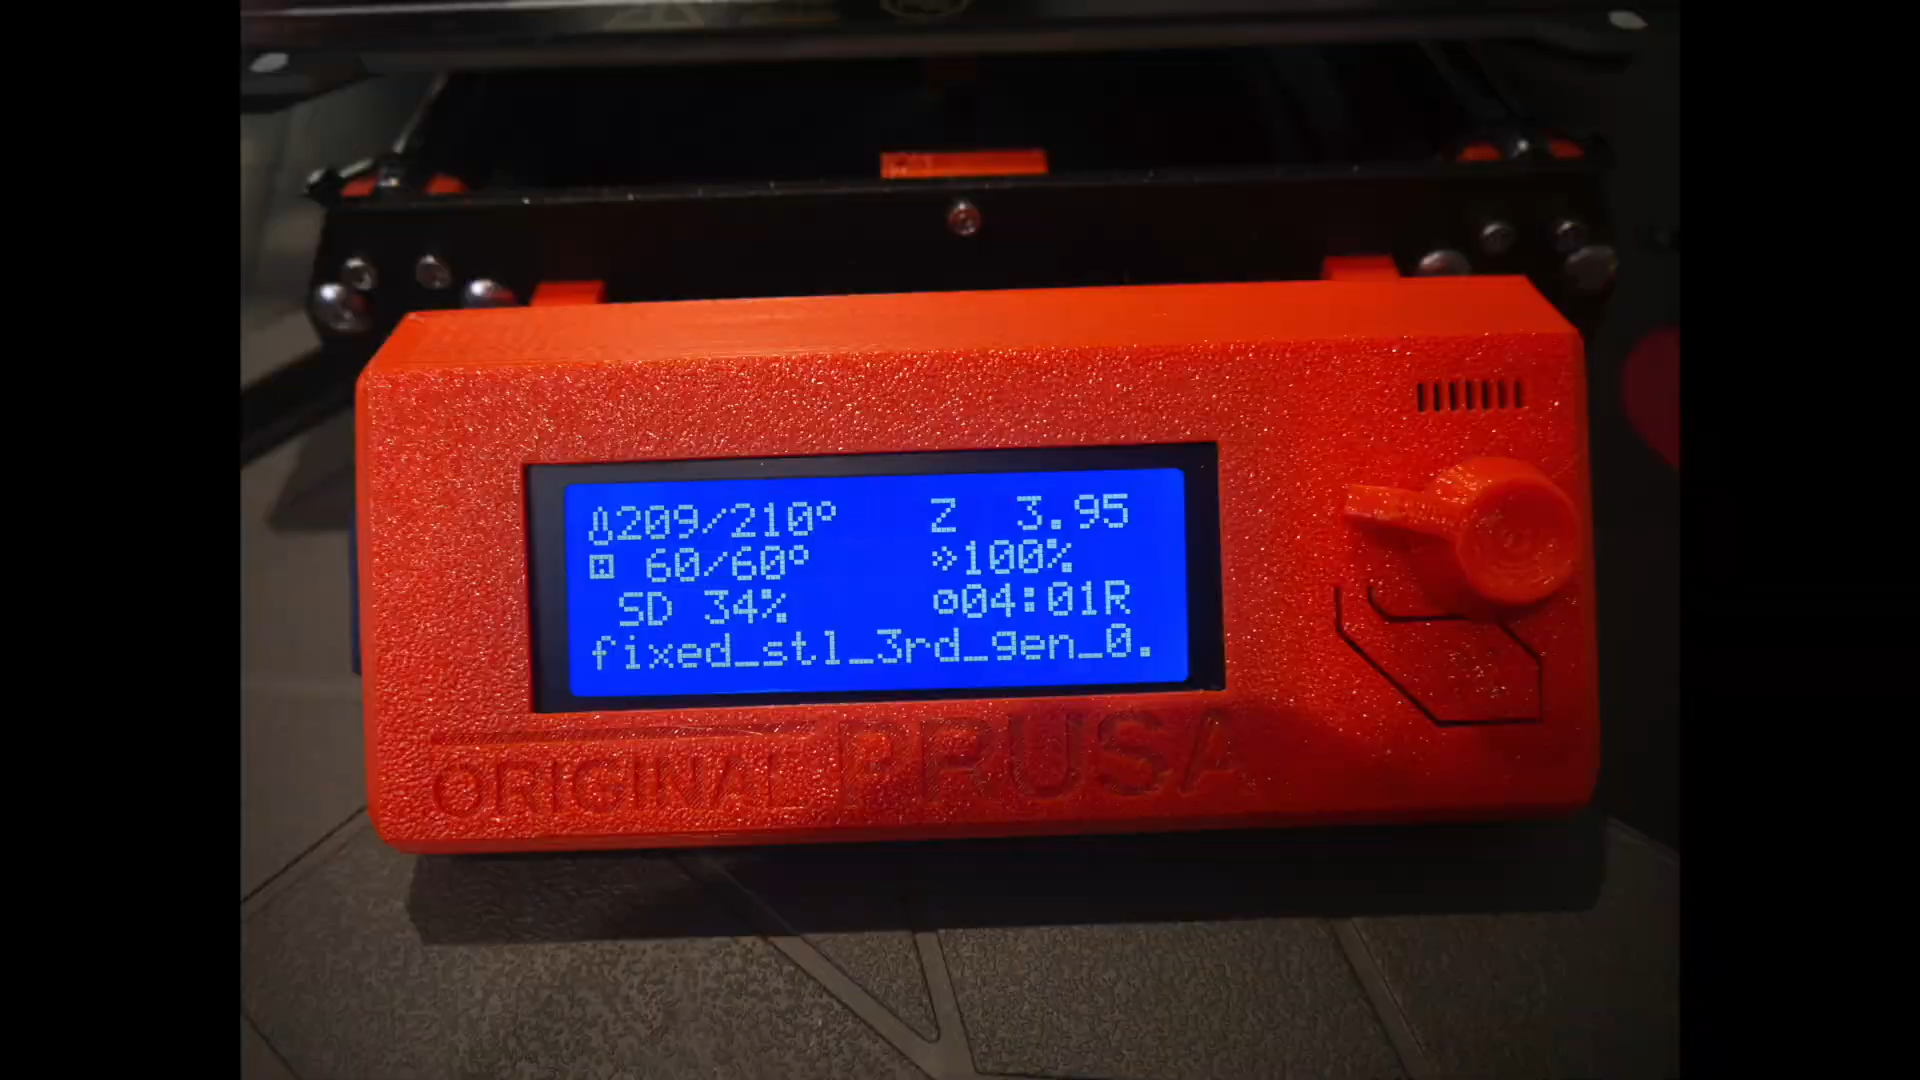 209/210° Z 3.95
60/60° 100%
SD 34% 04:01R
fixed_stl_3rd_gen_0.
ORIGINAL PRUSA